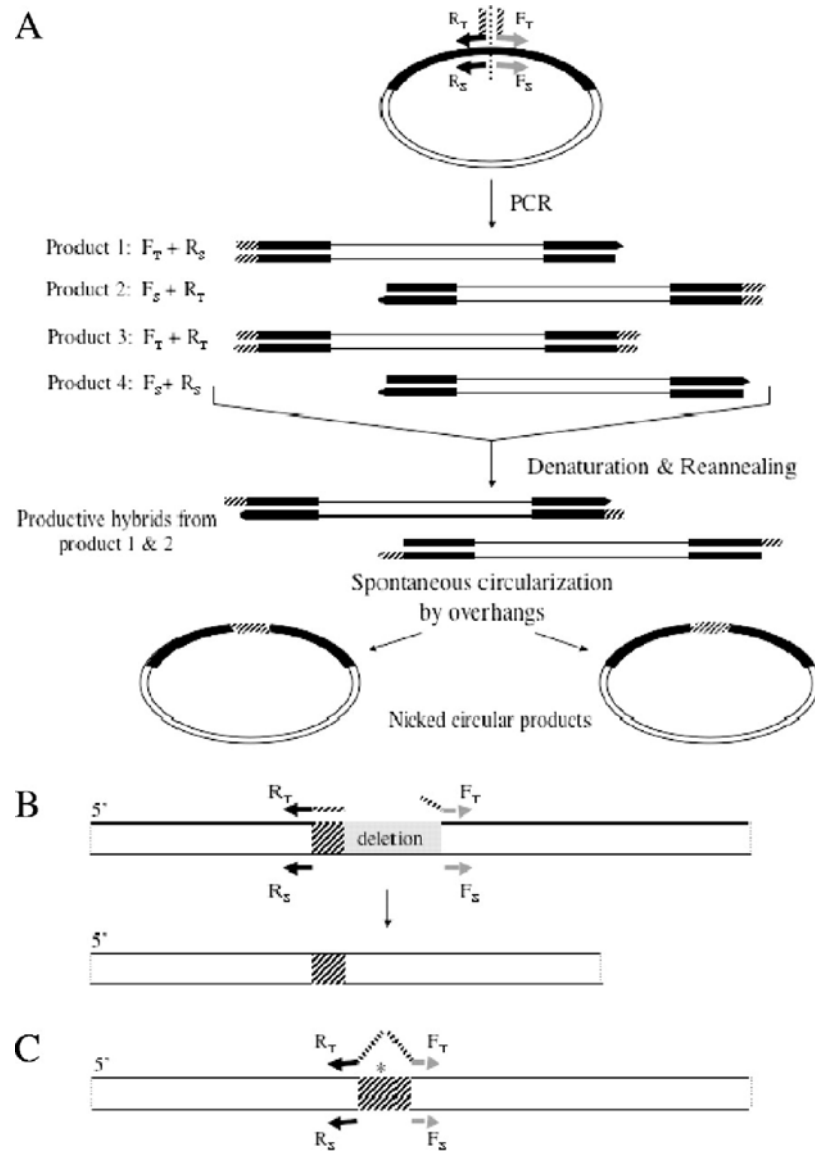 A
R_T F_T
R_S F_S
PCR
Product 1: F_T + R_S
Product 2: F_S + R_T
Product 3: F_T + R_T
Product 4: F_S + R_S
Denaturation & Reannealing
Productive hybrids from
product 1 & 2
Spontaneous circularization
by overhangs
Nicked circular products
B
5` R_T F_T
deletion
R_S F_S
5`
C
5` R_T * F_T
R_S F_S